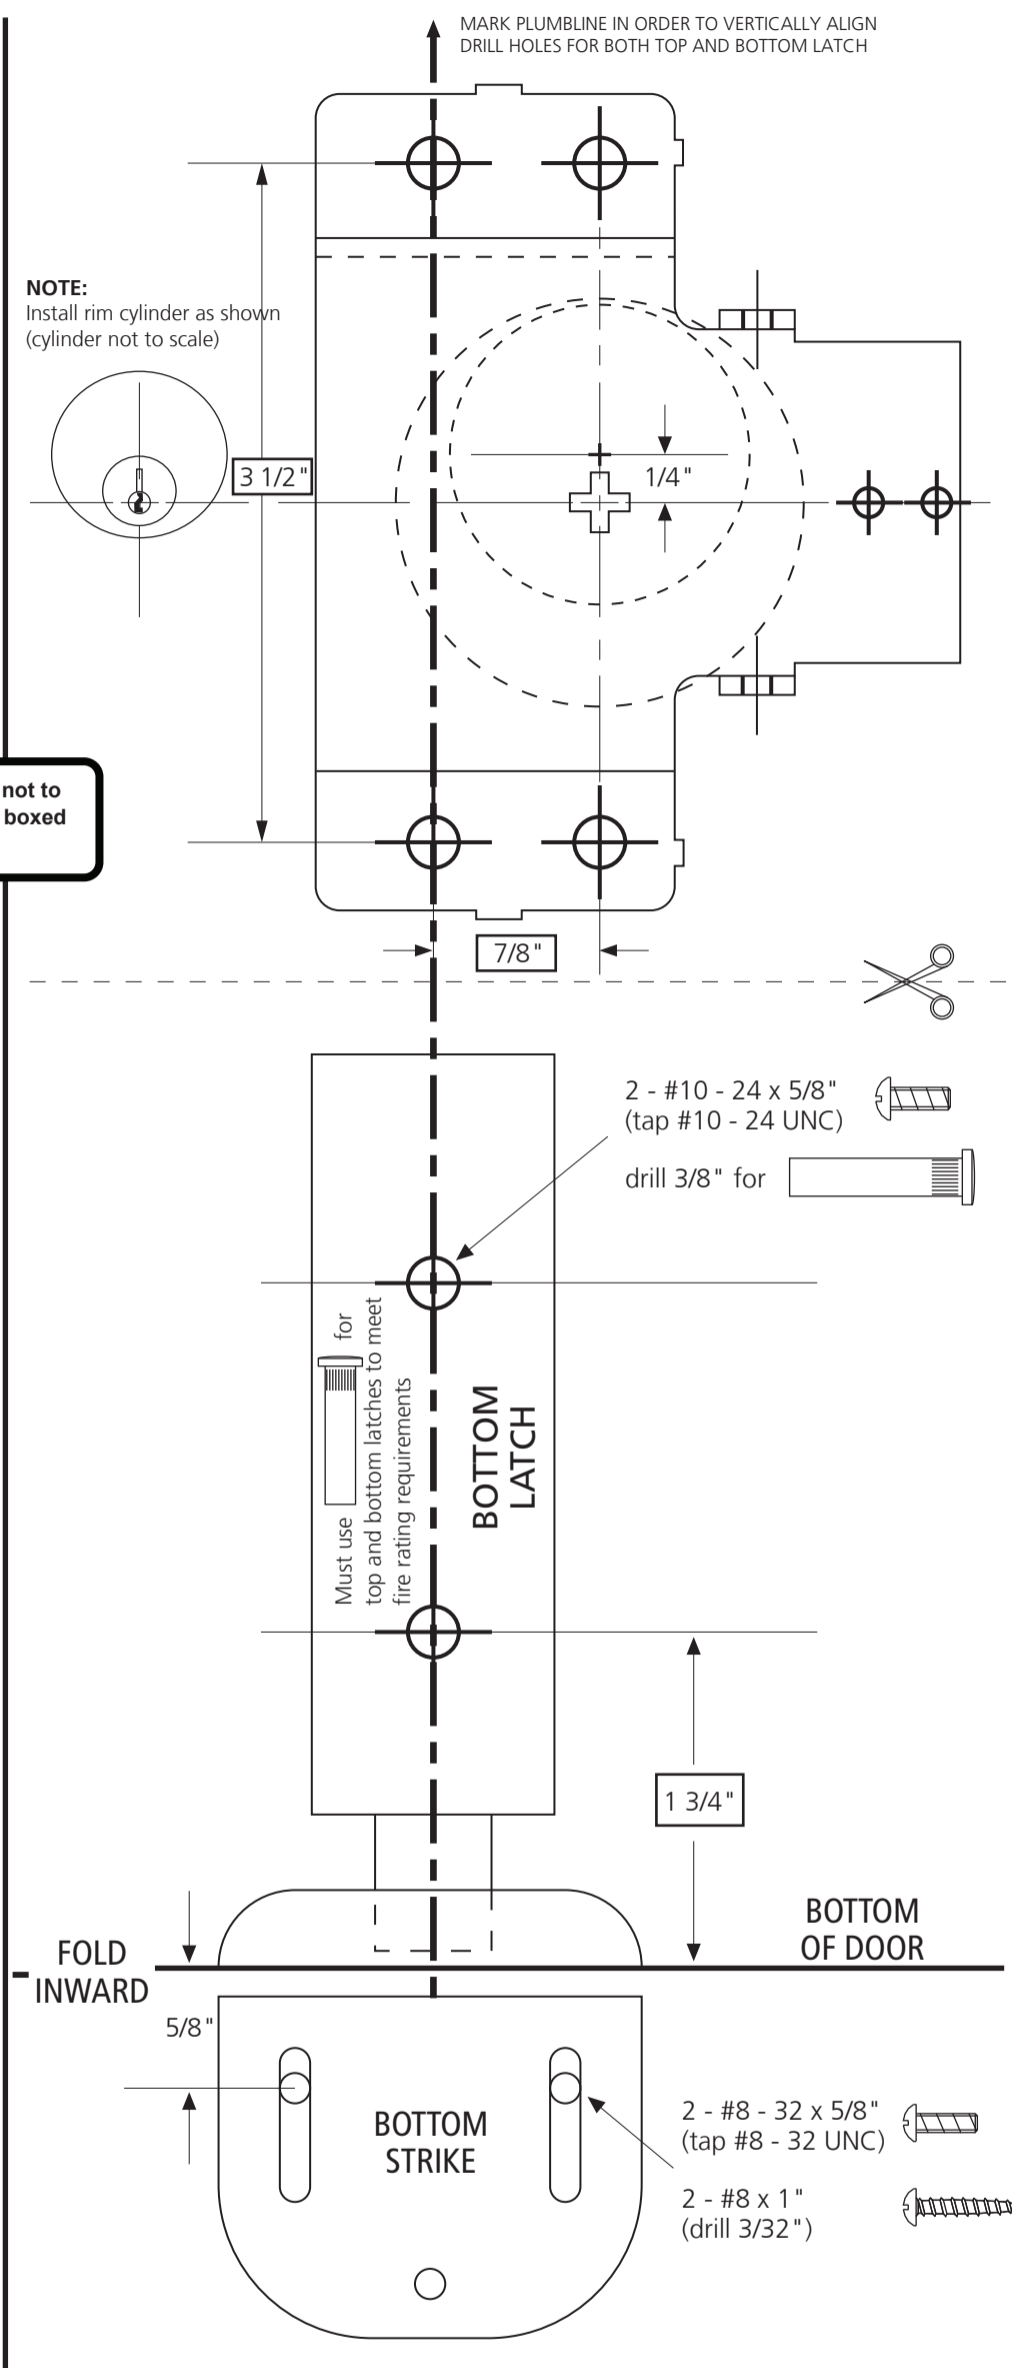 MARK PLUMBLINE IN ORDER TO VERTICALLY ALIGN
DRILL HOLES FOR BOTH TOP AND BOTTOM LATCH
NOTE:
Install rim cylinder as shown
(cylinder not to scale)
3 1/2"
1/4"
not to
boxed
7/8"
2 - #10 - 24 x 5/8"
(tap #10 - 24 UNC)
drill 3/8" for
Must use for
top and bottom latches to meet
fire rating requirements
BOTTOM
LATCH
1 3/4"
BOTTOM
OF DOOR
FOLD
INWARD
5/8"
BOTTOM
STRIKE
2 - #8 - 32 x 5/8"
(tap #8 - 32 UNC)
2 - #8 x 1"
(drill 3/32")